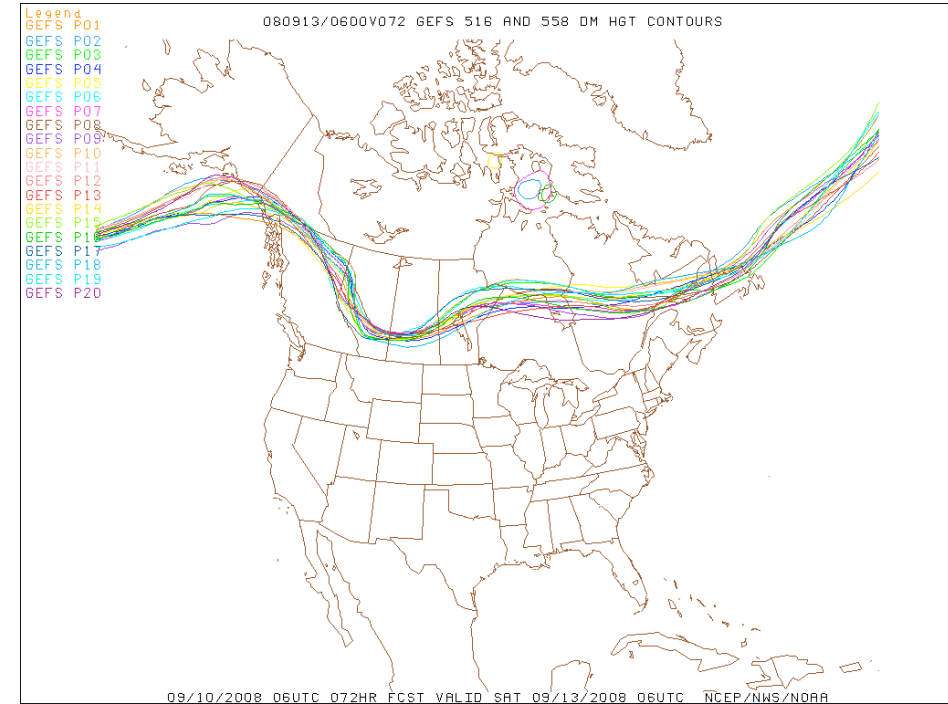 Legend
080913/0600V072 GEFS 516 AND 558 DM HGT CONTOURS
GEFS P01
GEFS P02
GEFS P03
GEFS P04
GEFS P05
GEFS P06
GEFS P07
GEFS P08
GEFS P09
GEFS P10
GEFS P11
GEFS P12
GEFS P13
GEFS P14
GEFS P15
GEFS P16
GEFS P17
GEFS P18
GEFS P19
GEFS P20
09/10/2008 06UTC 072HR FCST VALID SAT 09/13/2008 06UTC NCEP/NWS/NOAA